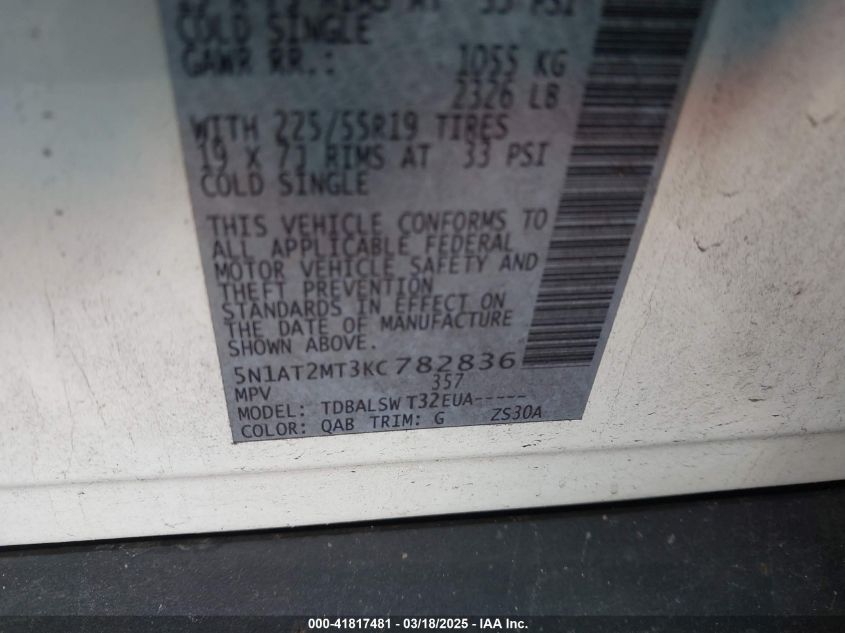 COLD SINGLE
GAWR RR.: 1055 KG
2326 LB
WITH 225/55R19 TIRES
19 X 7J RIMS AT 33 PSI
COLD SINGLE
THIS VEHICLE CONFORMS TO
ALL APPLICABLE FEDERAL
MOTOR VEHICLE SAFETY AND
THEFT PREVENTION
STANDARDS IN EFFECT ON
THE DATE OF MANUFACTURE
SHOWN ABOVE.
5N1AT2MT3KC782836
MPV 357
MODEL: TDBALSWT32EUA-----
COLOR: QAB TRIM: G ZS30A
000-41817481 — 03/18/2025 — IAA Inc.